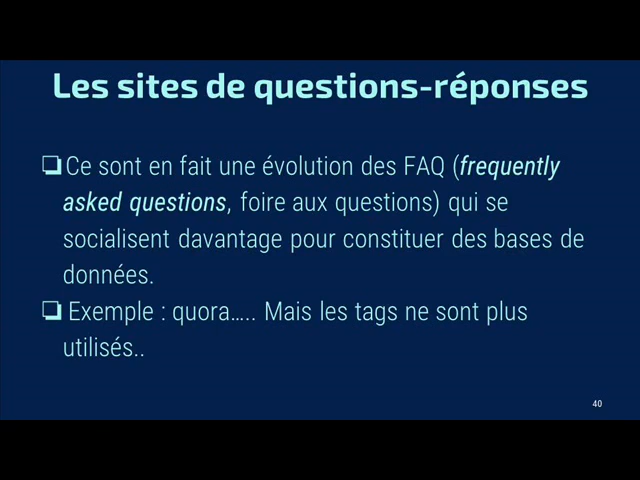 Les sites de questions-réponses
❏Ce sont en fait une évolution des FAQ (frequently
asked questions, foire aux questions) qui se
socialisent davantage pour constituer des bases de
données.
❏ Exemple : quora….. Mais les tags ne sont plus
utilisés..
40